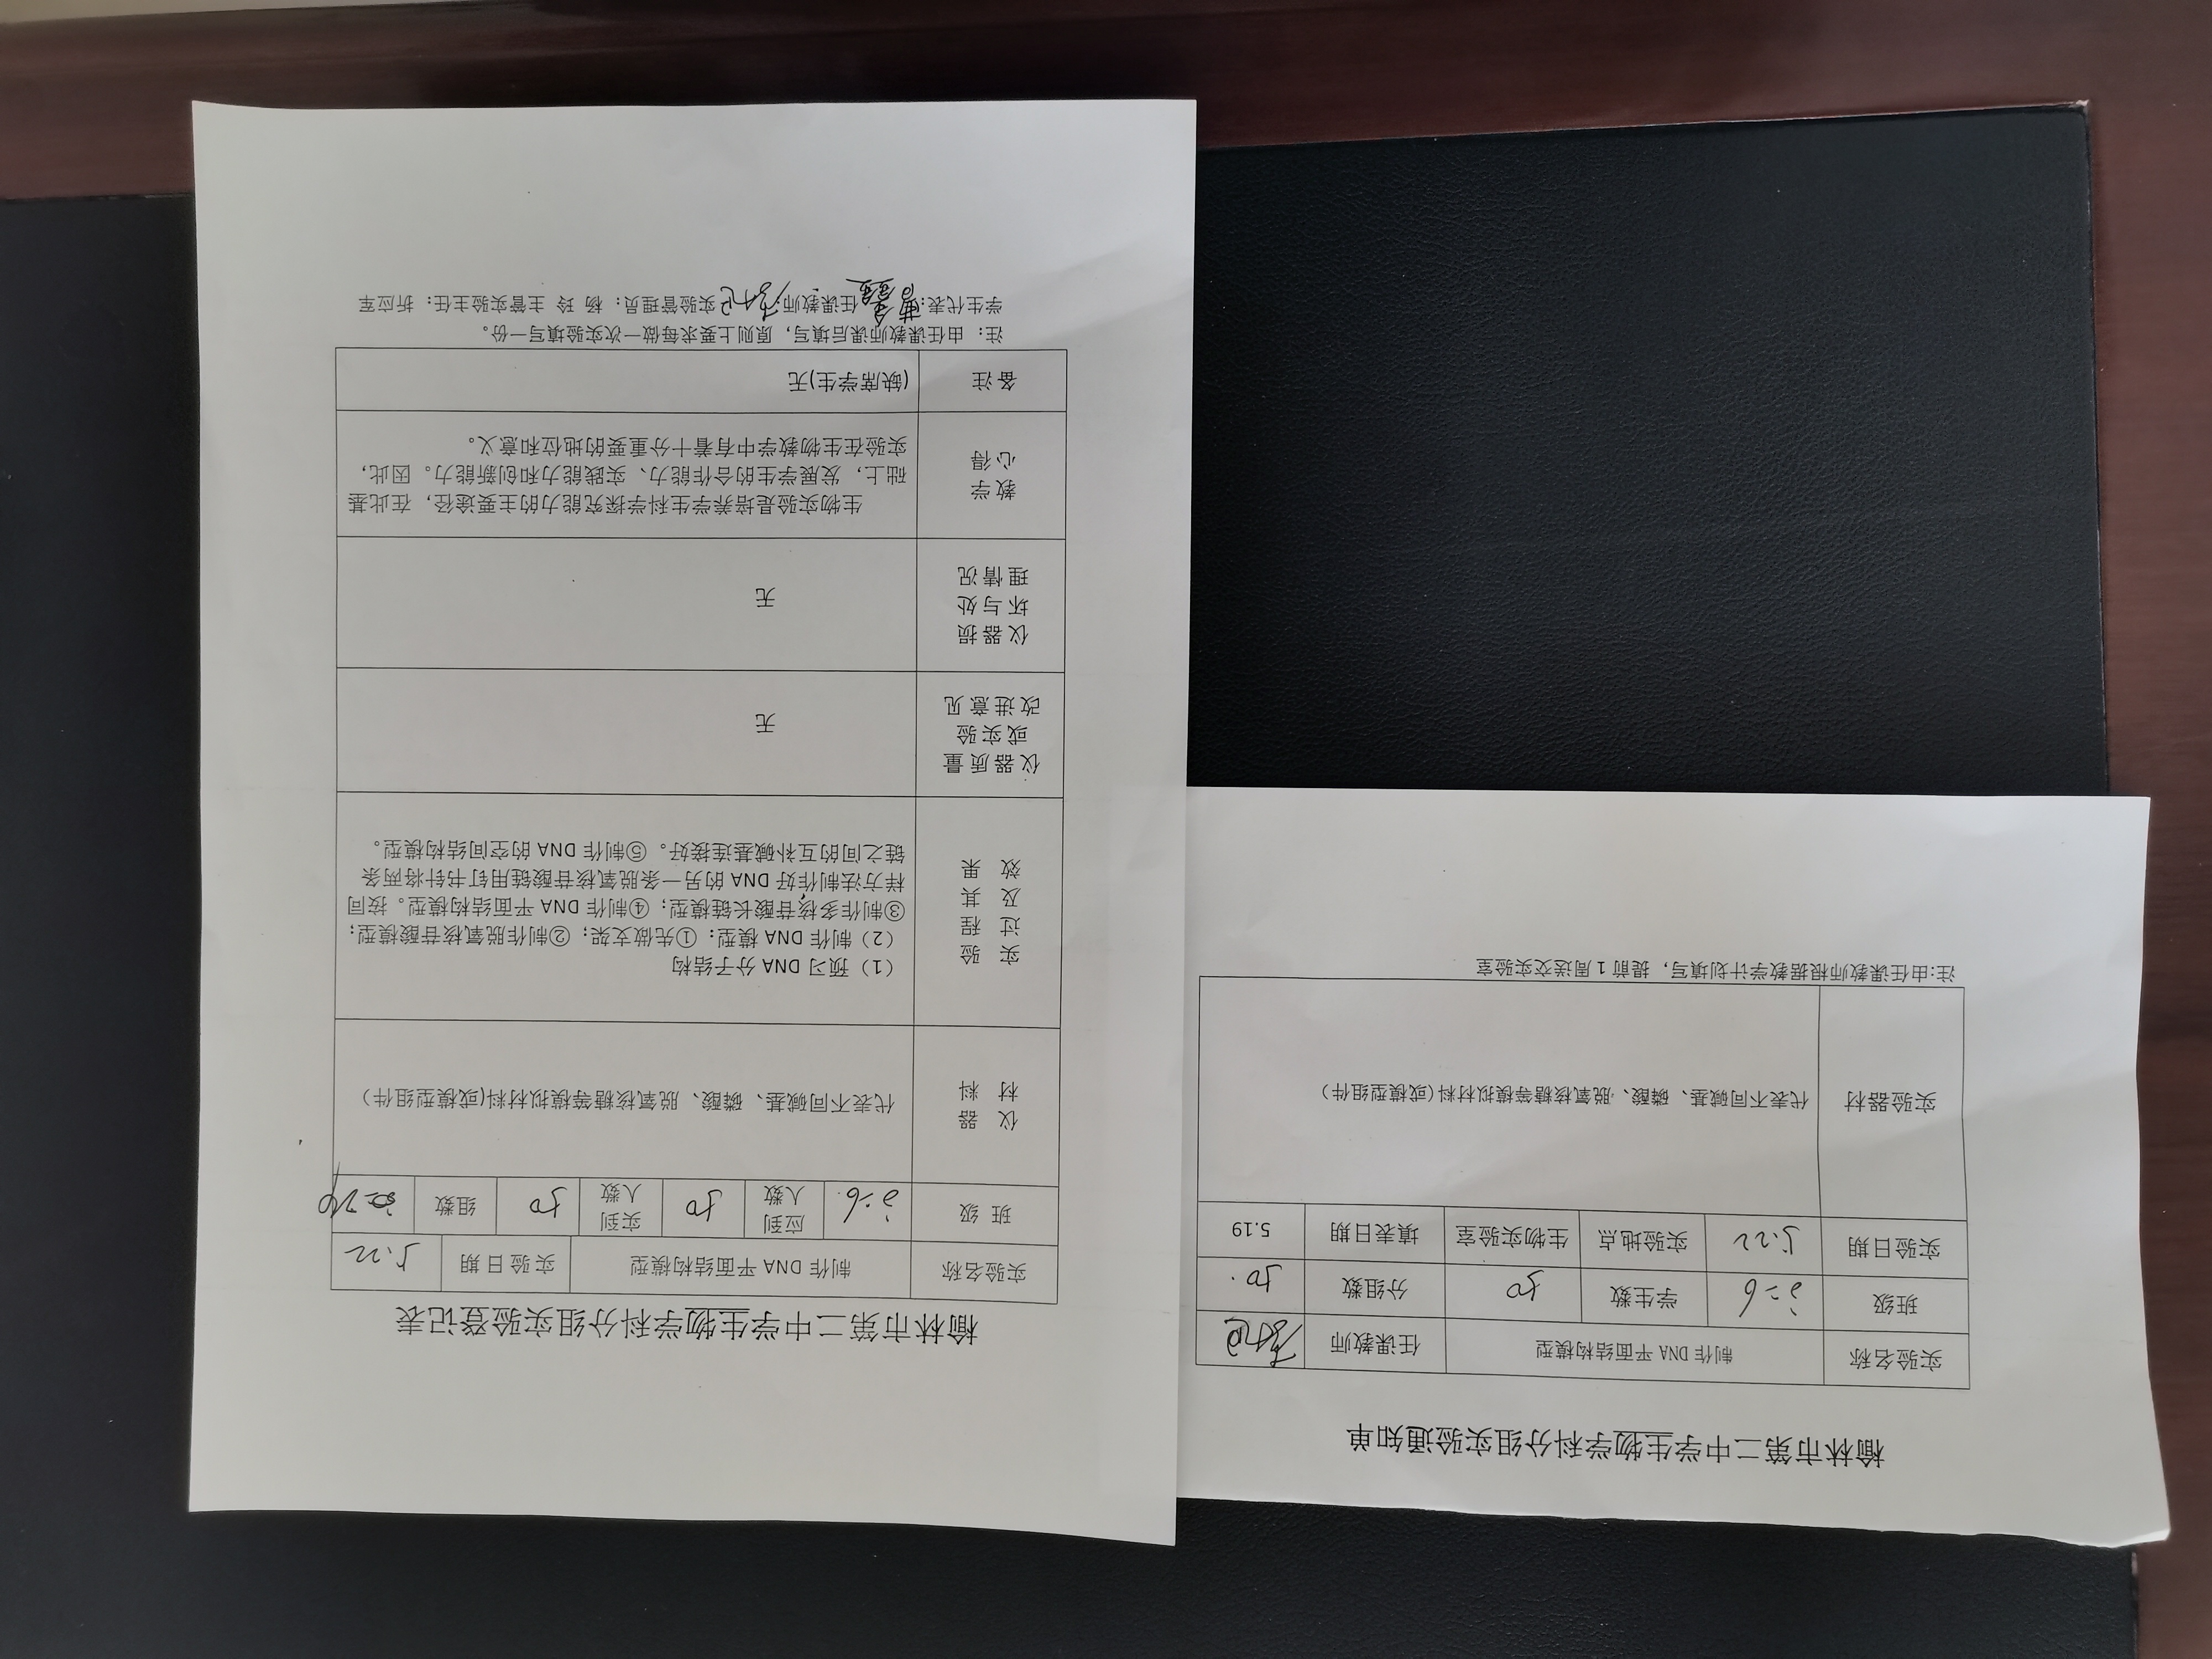 榆林市第二中学生物学科分组实验通知单
实验名称 制作 DNA 平面结构模型 任课教师
班级 2=6 学生数 50 分组数 50
实验日期 5.22 实验地点 生物实验室 填表日期 5.19
实验器材 代表不同碱基、磷酸、脱氧核糖等模拟材料(或模型组件)
注:由任课教师根据教学计划填写，提前 1 周送交实验室
榆林市第二中学生物学科分组实验登记表
实验名称 制作 DNA 平面结构模型 实验日期 5.22
班 级 2=6 应到人数 50 实到人数 50 组数
仪 器
材 料
代表不同碱基、磷酸、脱氧核糖等模拟材料(或模型组件)
实 验
过 程
及 其
效 果
（1）预习 DNA 分子结构
（2）制作 DNA 模型：①先做支架；②制作脱氧核苷酸模型；
③制作多核苷酸长链模型；④制作 DNA 平面结构模型。按同
样方法制作好 DNA 的另一条脱氧核苷酸链用钉书针将两条
链之间的互补碱基连接好。⑤制作 DNA 的空间结构模型。
仪器质量
或实验
改进意见
无
仪器损
坏与处
理情况
无
教学
心得
生物实验是培养学生科学探究能力的主要途径，在此基
础上，发展学生的合作能力、实践能力和创新能力。因此，
实验在生物教学中有着十分重要的地位和意义。
备注 (缺席学生)无
注：由任课教师课后填写，原则上要求每做一次实验填写一份。
学生代表: 任课教师: 实验管理员：杨 玲 主管实验主任：折应军